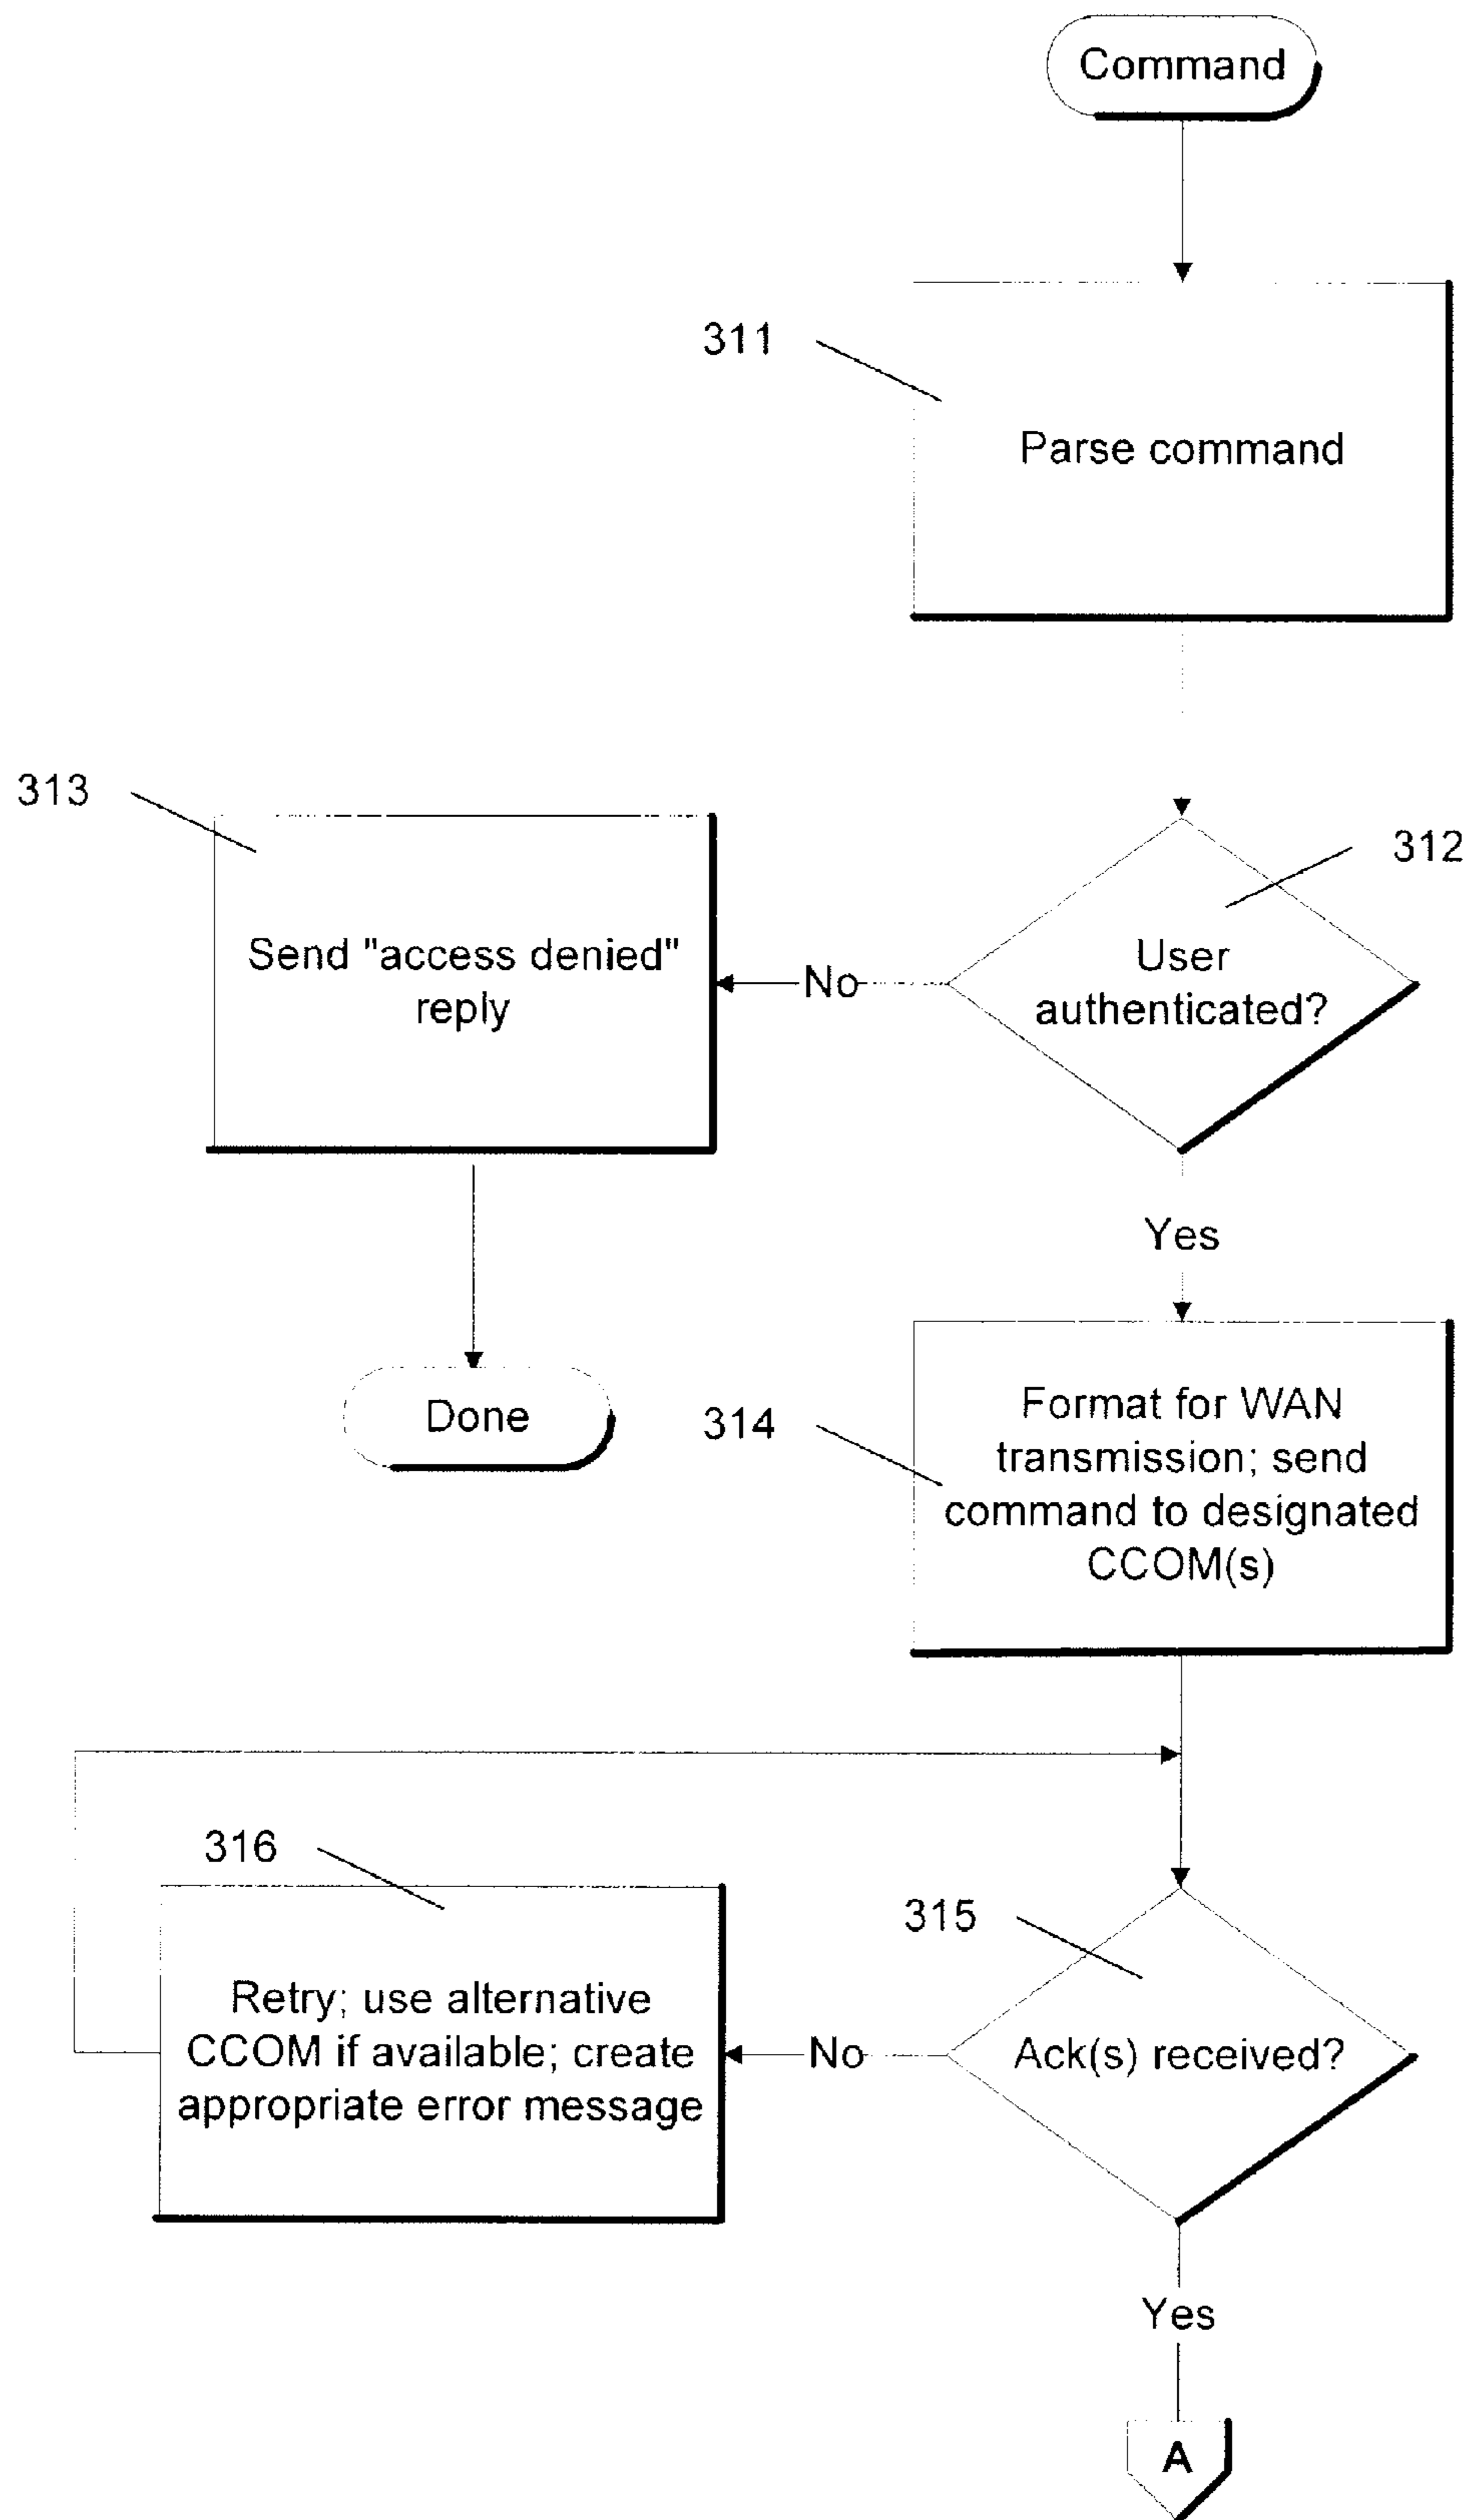 Command
311
Parse command
313
312
Send "access denied"
reply
No
User
authenticated?
Yes
Done
314
Format for WAN
transmission; send
command to designated
CCOM(s)
316
315
Retry; use alternative
CCOM if available; create
appropriate error message
No
Ack(s) received?
Yes
A